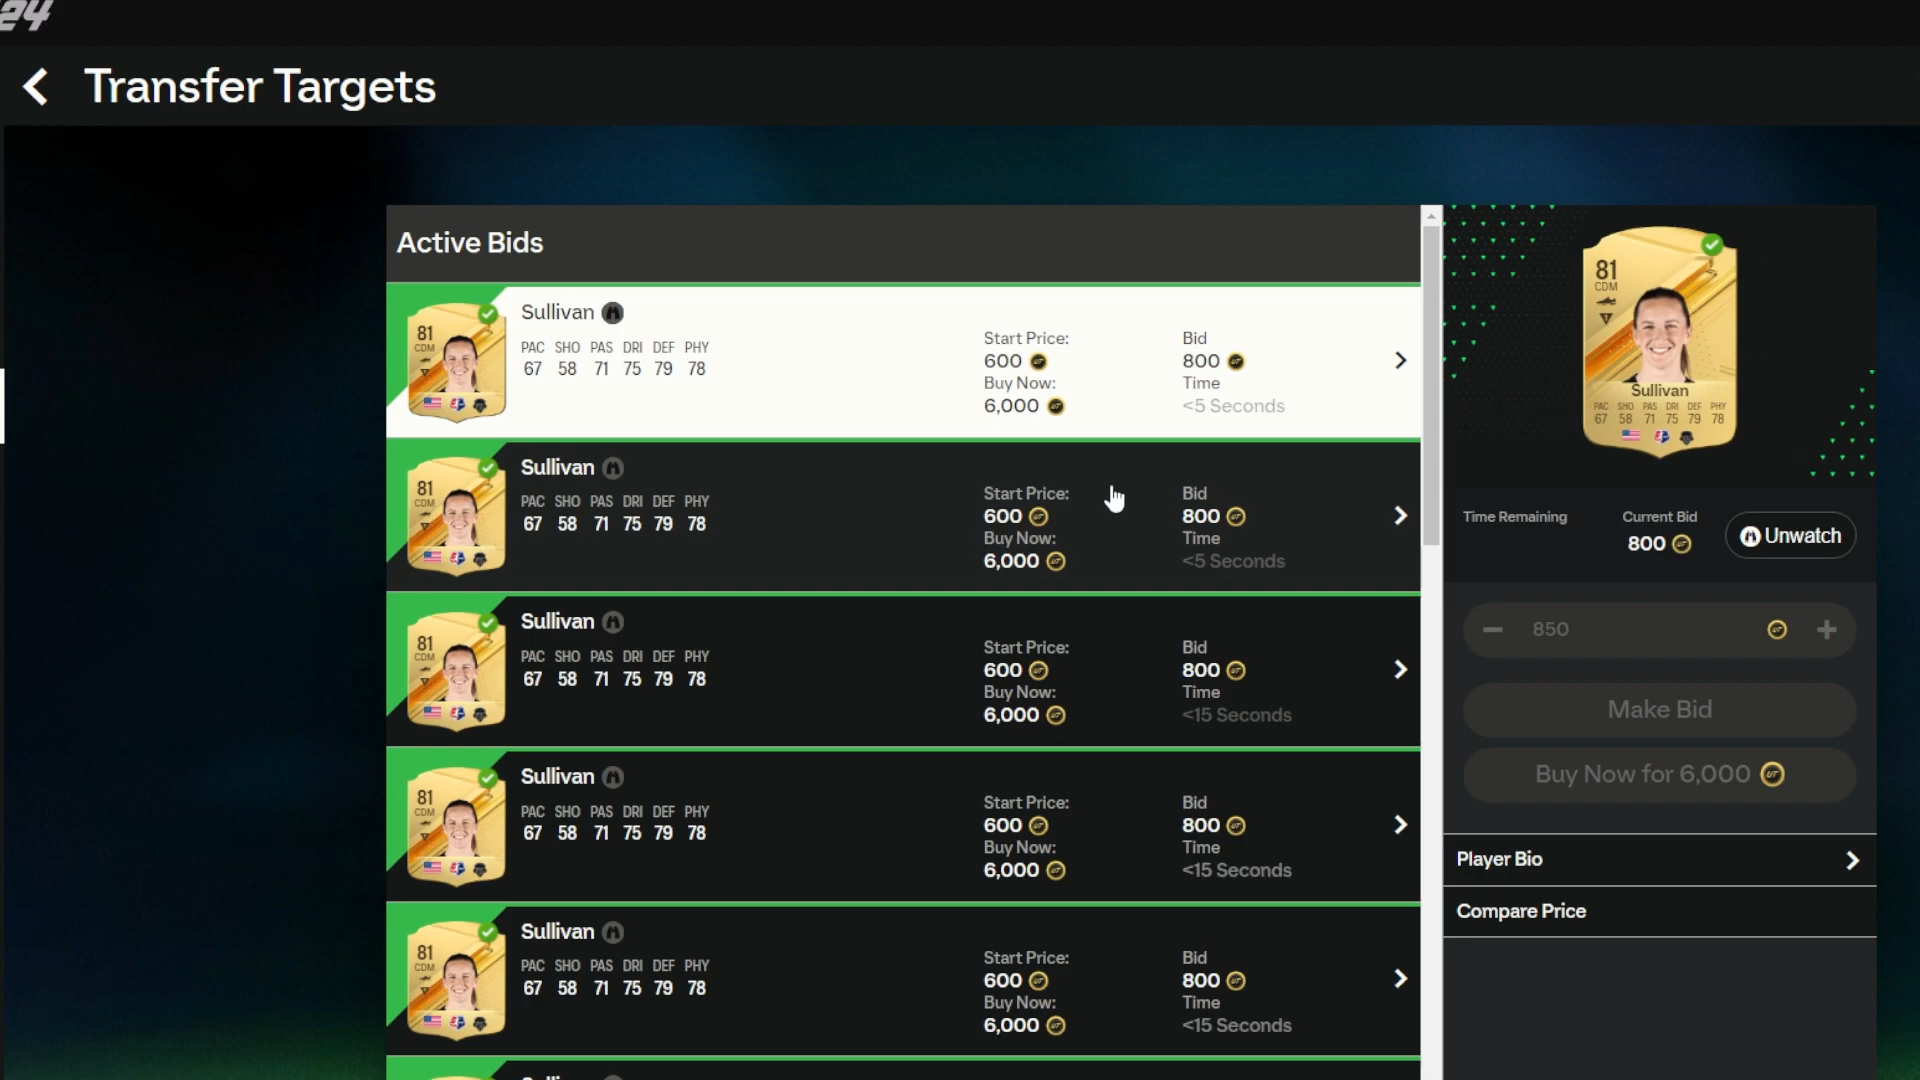 24
Transfer Targets
Active Bids
81
CDM
Sullivan
PAC SHO PAS DRI DEF PHY
67 58 71 75 79 78
Start Price:
600
Buy Now:
6,000
Bid
800
Time
<5 Seconds
81
CDM
Sullivan
PAC SHO PAS DRI DEF PHY
67 58 71 75 79 78
Start Price:
600
Buy Now:
6,000
Bid
800
Time
<5 Seconds
81
CDM
Sullivan
PAC SHO PAS DRI DEF PHY
67 58 71 75 79 78
Start Price:
600
Buy Now:
6,000
Bid
800
Time
<15 Seconds
81
CDM
Sullivan
PAC SHO PAS DRI DEF PHY
67 58 71 75 79 78
Start Price:
600
Buy Now:
6,000
Bid
800
Time
<15 Seconds
81
CDM
Sullivan
PAC SHO PAS DRI DEF PHY
67 58 71 75 79 78
Start Price:
600
Buy Now:
6,000
Bid
800
Time
<15 Seconds
81
CDM
Sullivan
PAC SHO PAS DRI DEF PHY
67 58 71 75 79 78
Time Remaining
Current Bid
800
Unwatch
850
Make Bid
Buy Now for 6,000
Player Bio
Compare Price